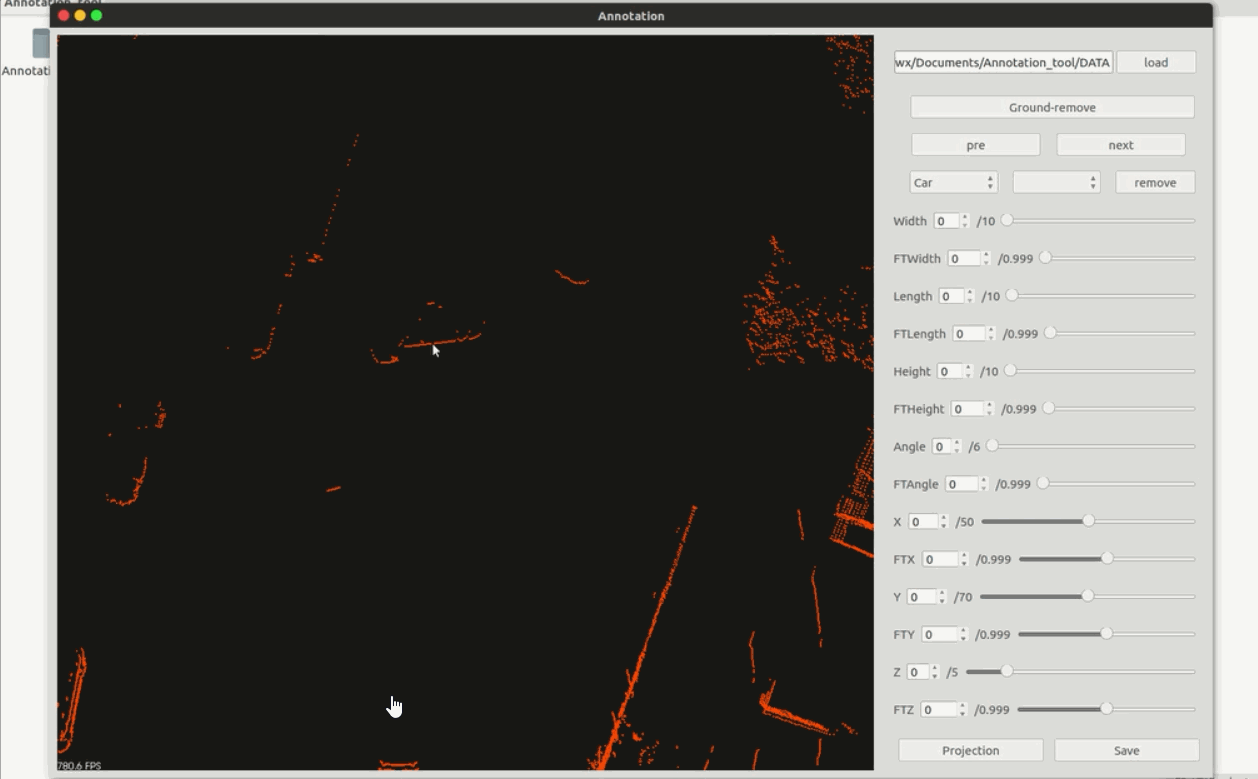 Annotation
Annotati
wx/Documents/Annotation_tool/DATA load
Ground-remove
pre next
Car remove
Width 0 /10
FTWidth 0 /0.999
Length 0 /10
FTLength 0 /0.999
Height 0 /10
FTHeight 0 /0.999
Angle 0 /6
FTAngle 0 /0.999
X 0 /50
FTX 0 /0.999
Y 0 /70
FTY 0 /0.999
Z 0 /5
FTZ 0 /0.999
Projection Save
780.6 FPS